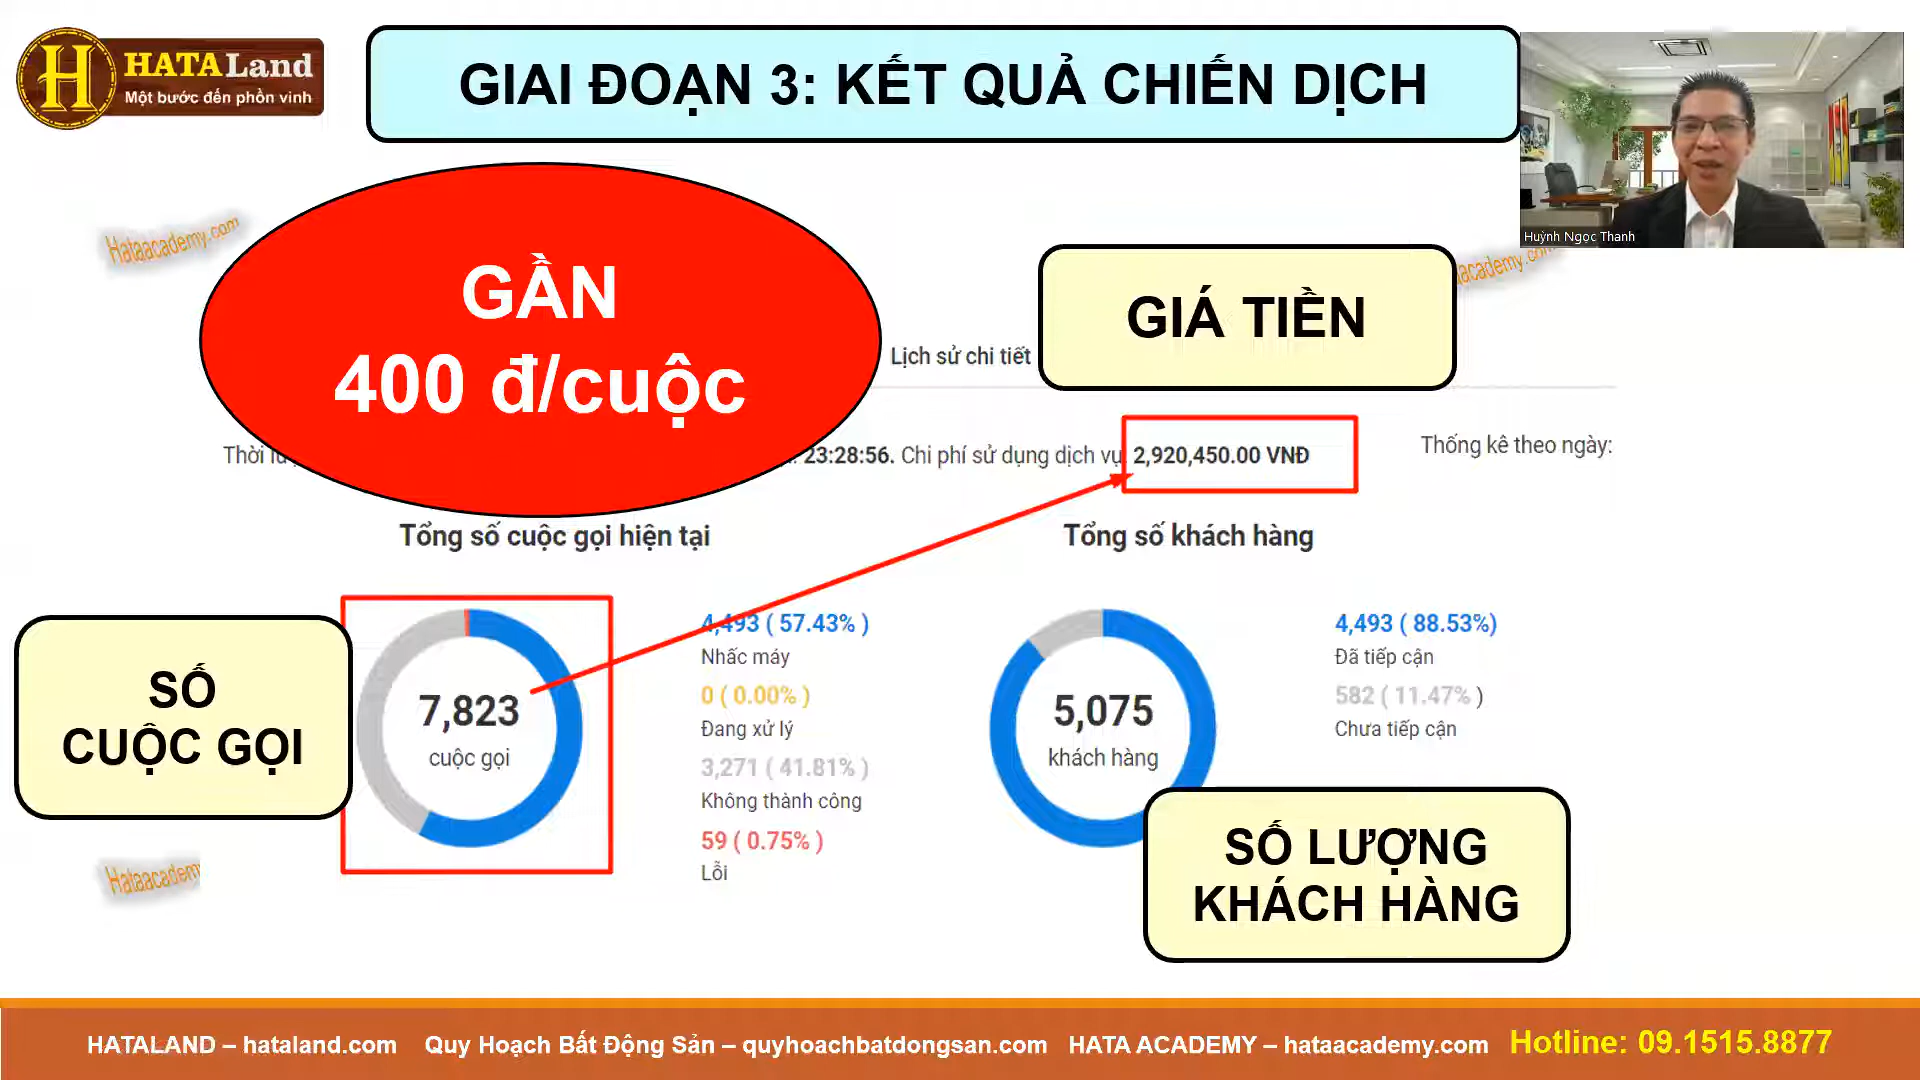 HATA Land
Một bước đến phồn vinh
GIAI ĐOẠN 3: KẾT QUẢ CHIẾN DỊCH
Huỳnh Ngọc Thanh
Hataacademy.com
GẦN
400 đ/cuộc
GIÁ TIỀN
academy.com
Lịch sử chi tiết
Thời
23:28:56. Chi phí sử dụng dịch vụ 2,920,450.00 VNĐ
Thống kê theo ngày:
Tổng số cuộc gọi hiện tại
Tổng số khách hàng
SỐ
CUỘC GỌI
7,823
cuộc gọi
4,493 ( 57.43% )
Nhấc máy
0 ( 0.00% )
Đang xử lý
3,271 ( 41.81% )
Không thành công
59 ( 0.75% )
Lỗi
5,075
khách hàng
4,493 ( 88.53%)
Đã tiếp cận
582 ( 11.47% )
Chưa tiếp cận
SỐ LƯỢNG
KHÁCH HÀNG
Hataacademy
HATALAND – hataland.com Quy Hoạch Bất Động Sản – quyhoachbatdongsan.com HATA ACADEMY – hataacademy.com Hotline: 09.1515.8877